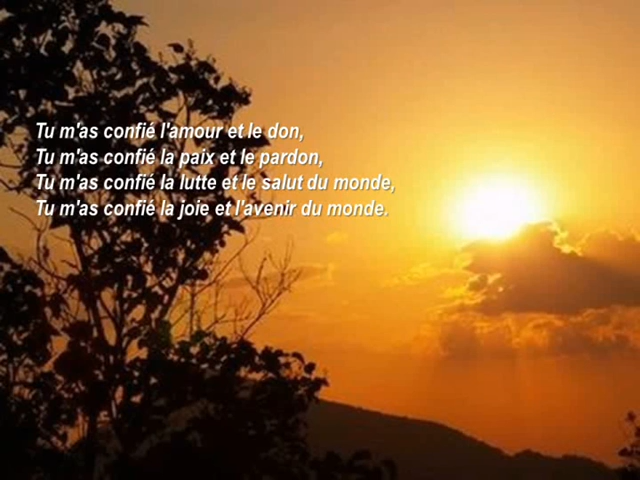 Tu m'as confié l'amour et le don,
Tu m'as confié la paix et le pardon,
Tu m'as confié la lutte et le salut du monde,
Tu m'as confié la joie et l'avenir du monde.